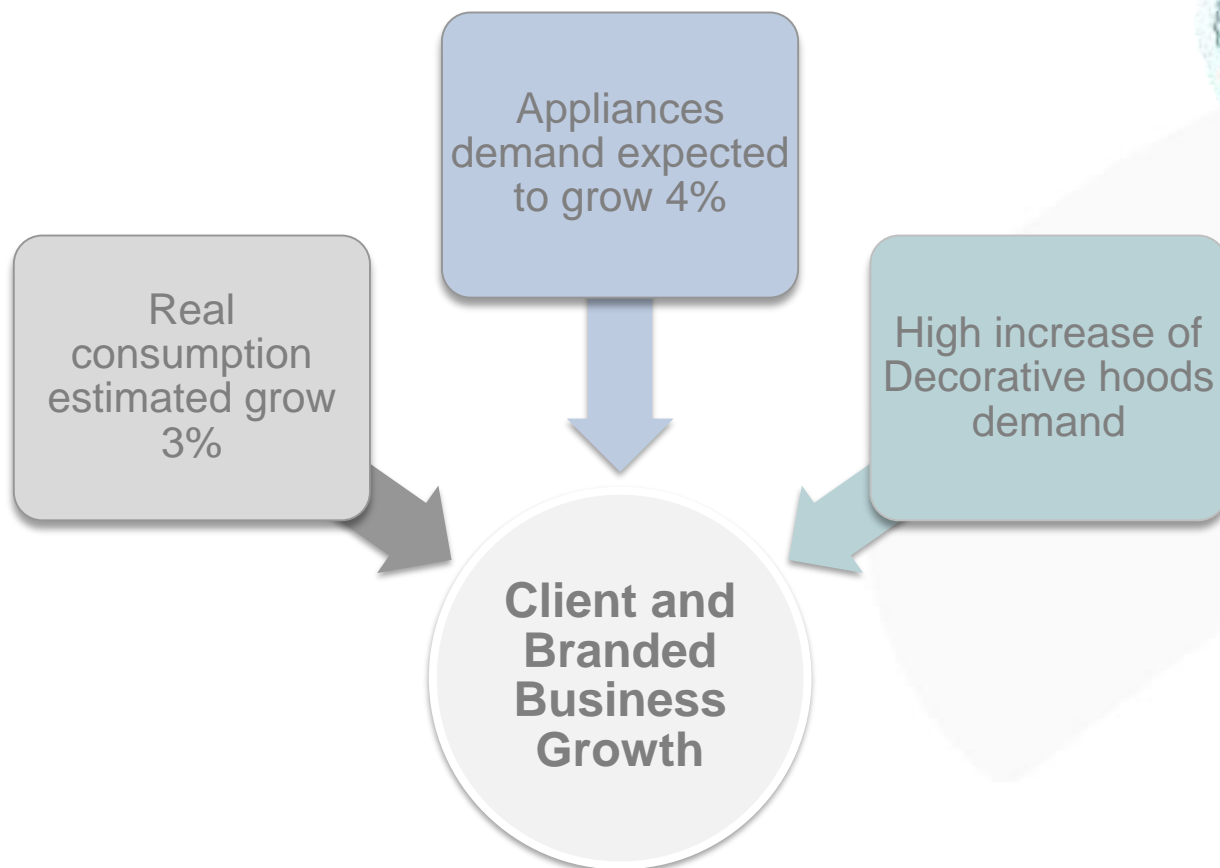 Appliances
demand expected
to grow 4%
Real
consumption
estimated grow
3%
High increase of
Decorative hoods
demand
Client and
Branded
Business
Growth